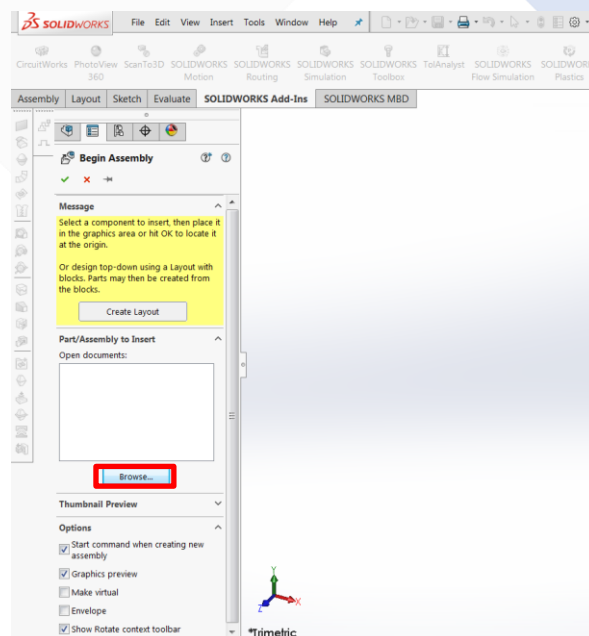 SOLIDWORKS File Edit View Insert Tools Window Help
CircuitWorks PhotoView 360 ScanTo3D SOLIDWORKS Motion SOLIDWORKS Routing SOLIDWORKS Simulation SOLIDWORKS Toolbox TolAnalyst SOLIDWORKS Flow Simulation SOLIDWOR Plastics
Assembly Layout Sketch Evaluate SOLIDWORKS Add-Ins SOLIDWORKS MBD
Begin Assembly
Message
Select a component to insert, then place it
in the graphics area or hit OK to locate it
at the origin.
Or design top-down using a Layout with
blocks. Parts may then be created from
the blocks.
Create Layout
Part/Assembly to Insert
Open documents:
Browse...
Thumbnail Preview
Options
Start command when creating new
assembly
Graphics preview
Make virtual
Envelope
Show Rotate context toolbar
Y
X
Z
*Trimetric